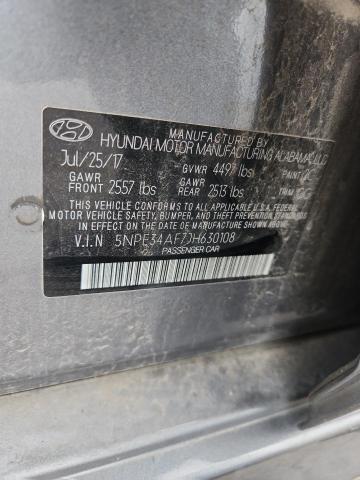 MANUFACTURED BY
HYUNDAI MOTOR MANUFACTURING ALABAMA, LLC
Jul/25/17 GVWR 4497 lbs PAINT
GAWR GAWR
FRONT 2557 lbs REAR 2513 lbs TRIM
THIS VEHICLE CONFORMS TO ALL APPLICABLE U.S.A. FEDERAL
MOTOR VEHICLE SAFETY, BUMPER, AND THEFT PREVENTION STANDARDS
IN EFFECT ON THE DATE OF MANUFACTURE SHOWN ABOVE.
V.I.N
PASSENGER CAR